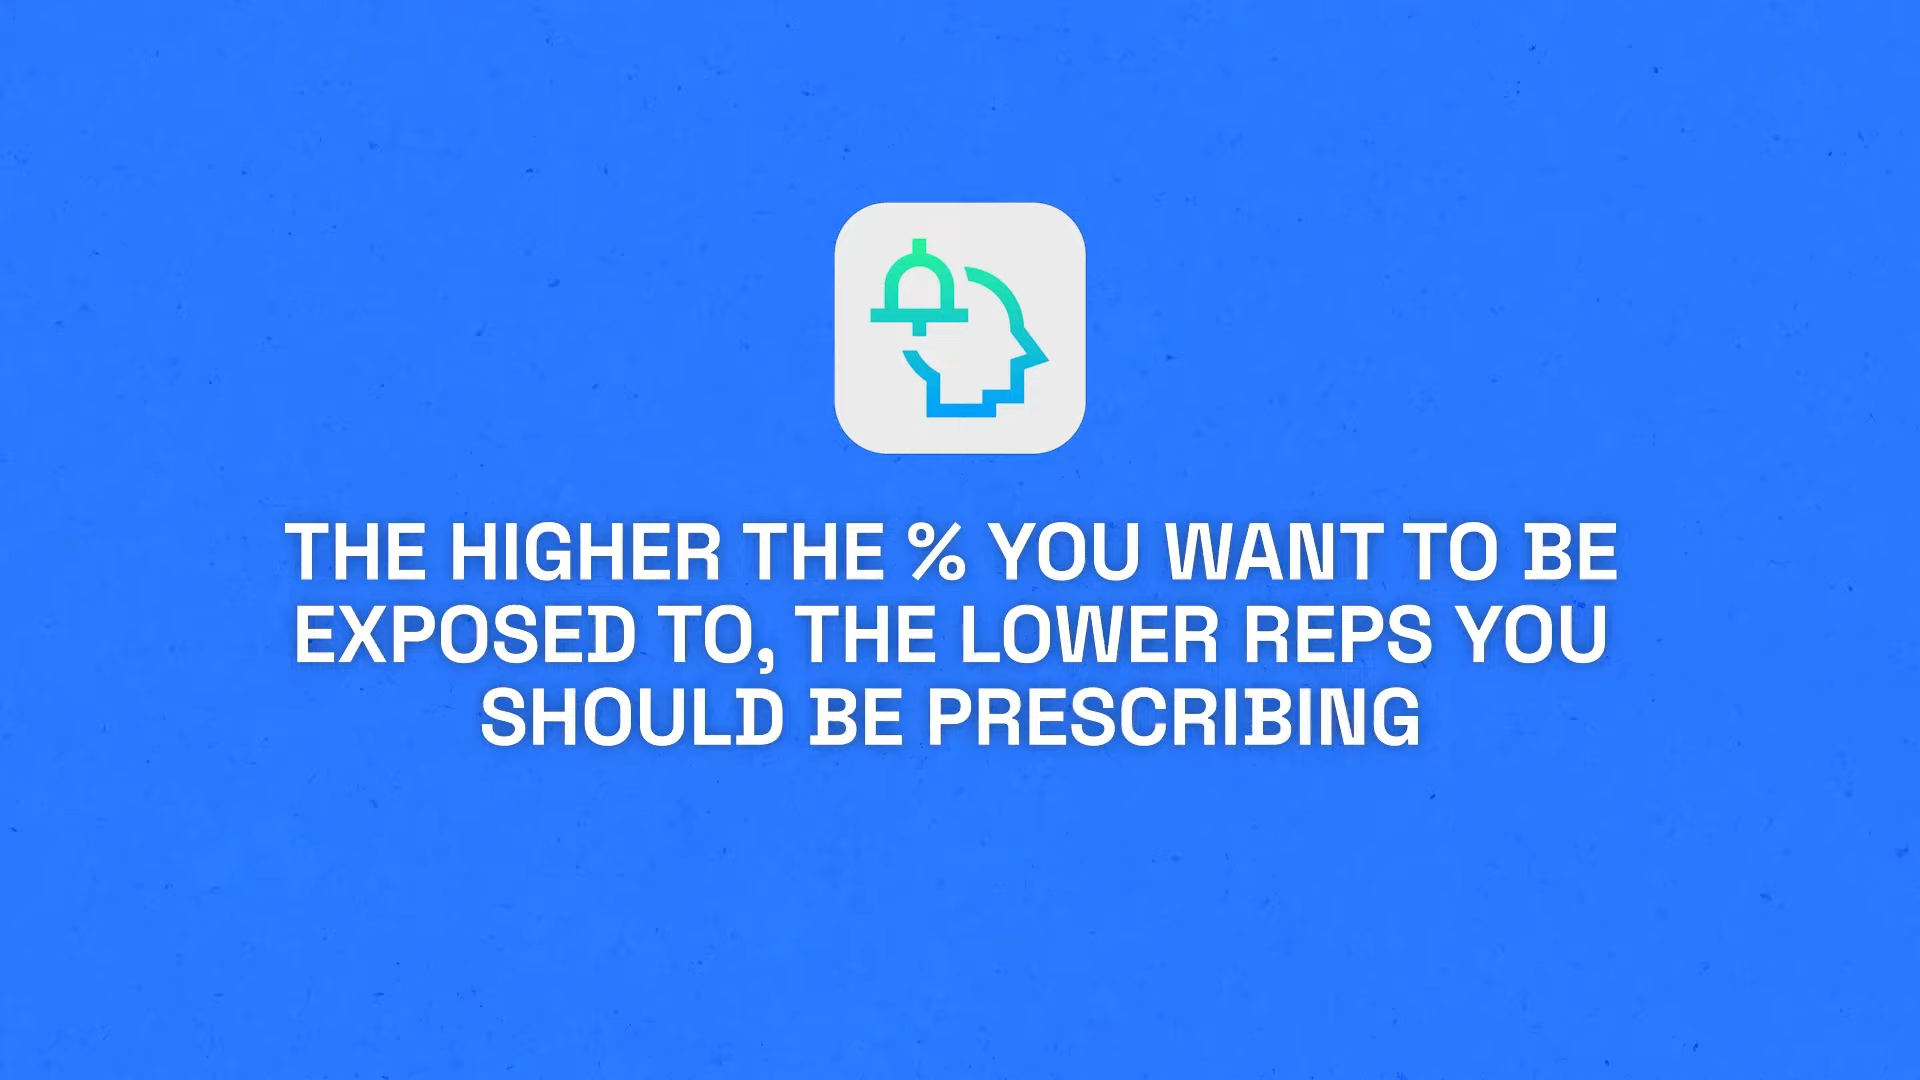 THE HIGHER THE % YOU WANT TO BE
EXPOSED TO, THE LOWER REPS YOU
SHOULD BE PRESCRIBING